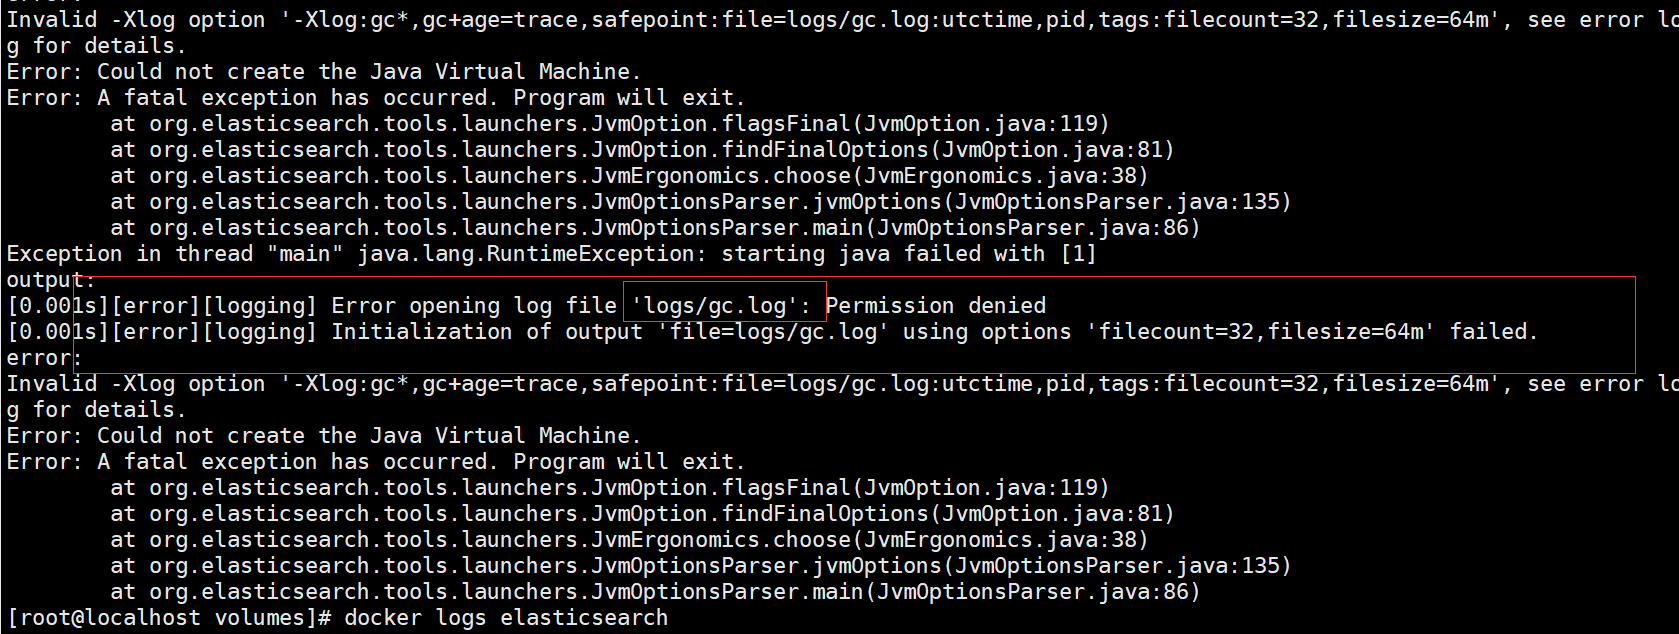 Invalid -Xlog option '-Xlog:gc*,gc+age=trace,safepoint:file=logs/gc.log:utctime,pid,tags:filecount=32,filesize=64m', see error lo
g for details.
Error: Could not create the Java Virtual Machine.
Error: A fatal exception has occurred. Program will exit.
        at org.elasticsearch.tools.launchers.JvmOption.flagsFinal(JvmOption.java:119)
        at org.elasticsearch.tools.launchers.JvmOption.findFinalOptions(JvmOption.java:81)
        at org.elasticsearch.tools.launchers.JvmErgonomics.choose(JvmErgonomics.java:38)
        at org.elasticsearch.tools.launchers.JvmOptionsParser.jvmOptions(JvmOptionsParser.java:135)
        at org.elasticsearch.tools.launchers.JvmOptionsParser.main(JvmOptionsParser.java:86)
Exception in thread "main" java.lang.RuntimeException: starting java failed with [1]
output:
[0.001s][error][logging] Error opening log file 'logs/gc.log': Permission denied
[0.001s][error][logging] Initialization of output 'file=logs/gc.log' using options 'filecount=32,filesize=64m' failed.
error:
Invalid -Xlog option '-Xlog:gc*,gc+age=trace,safepoint:file=logs/gc.log:utctime,pid,tags:filecount=32,filesize=64m', see error lo
g for details.
Error: Could not create the Java Virtual Machine.
Error: A fatal exception has occurred. Program will exit.
        at org.elasticsearch.tools.launchers.JvmOption.flagsFinal(JvmOption.java:119)
        at org.elasticsearch.tools.launchers.JvmOption.findFinalOptions(JvmOption.java:81)
        at org.elasticsearch.tools.launchers.JvmErgonomics.choose(JvmErgonomics.java:38)
        at org.elasticsearch.tools.launchers.JvmOptionsParser.jvmOptions(JvmOptionsParser.java:135)
        at org.elasticsearch.tools.launchers.JvmOptionsParser.main(JvmOptionsParser.java:86)
[root@localhost volumes]# docker logs elasticsearch